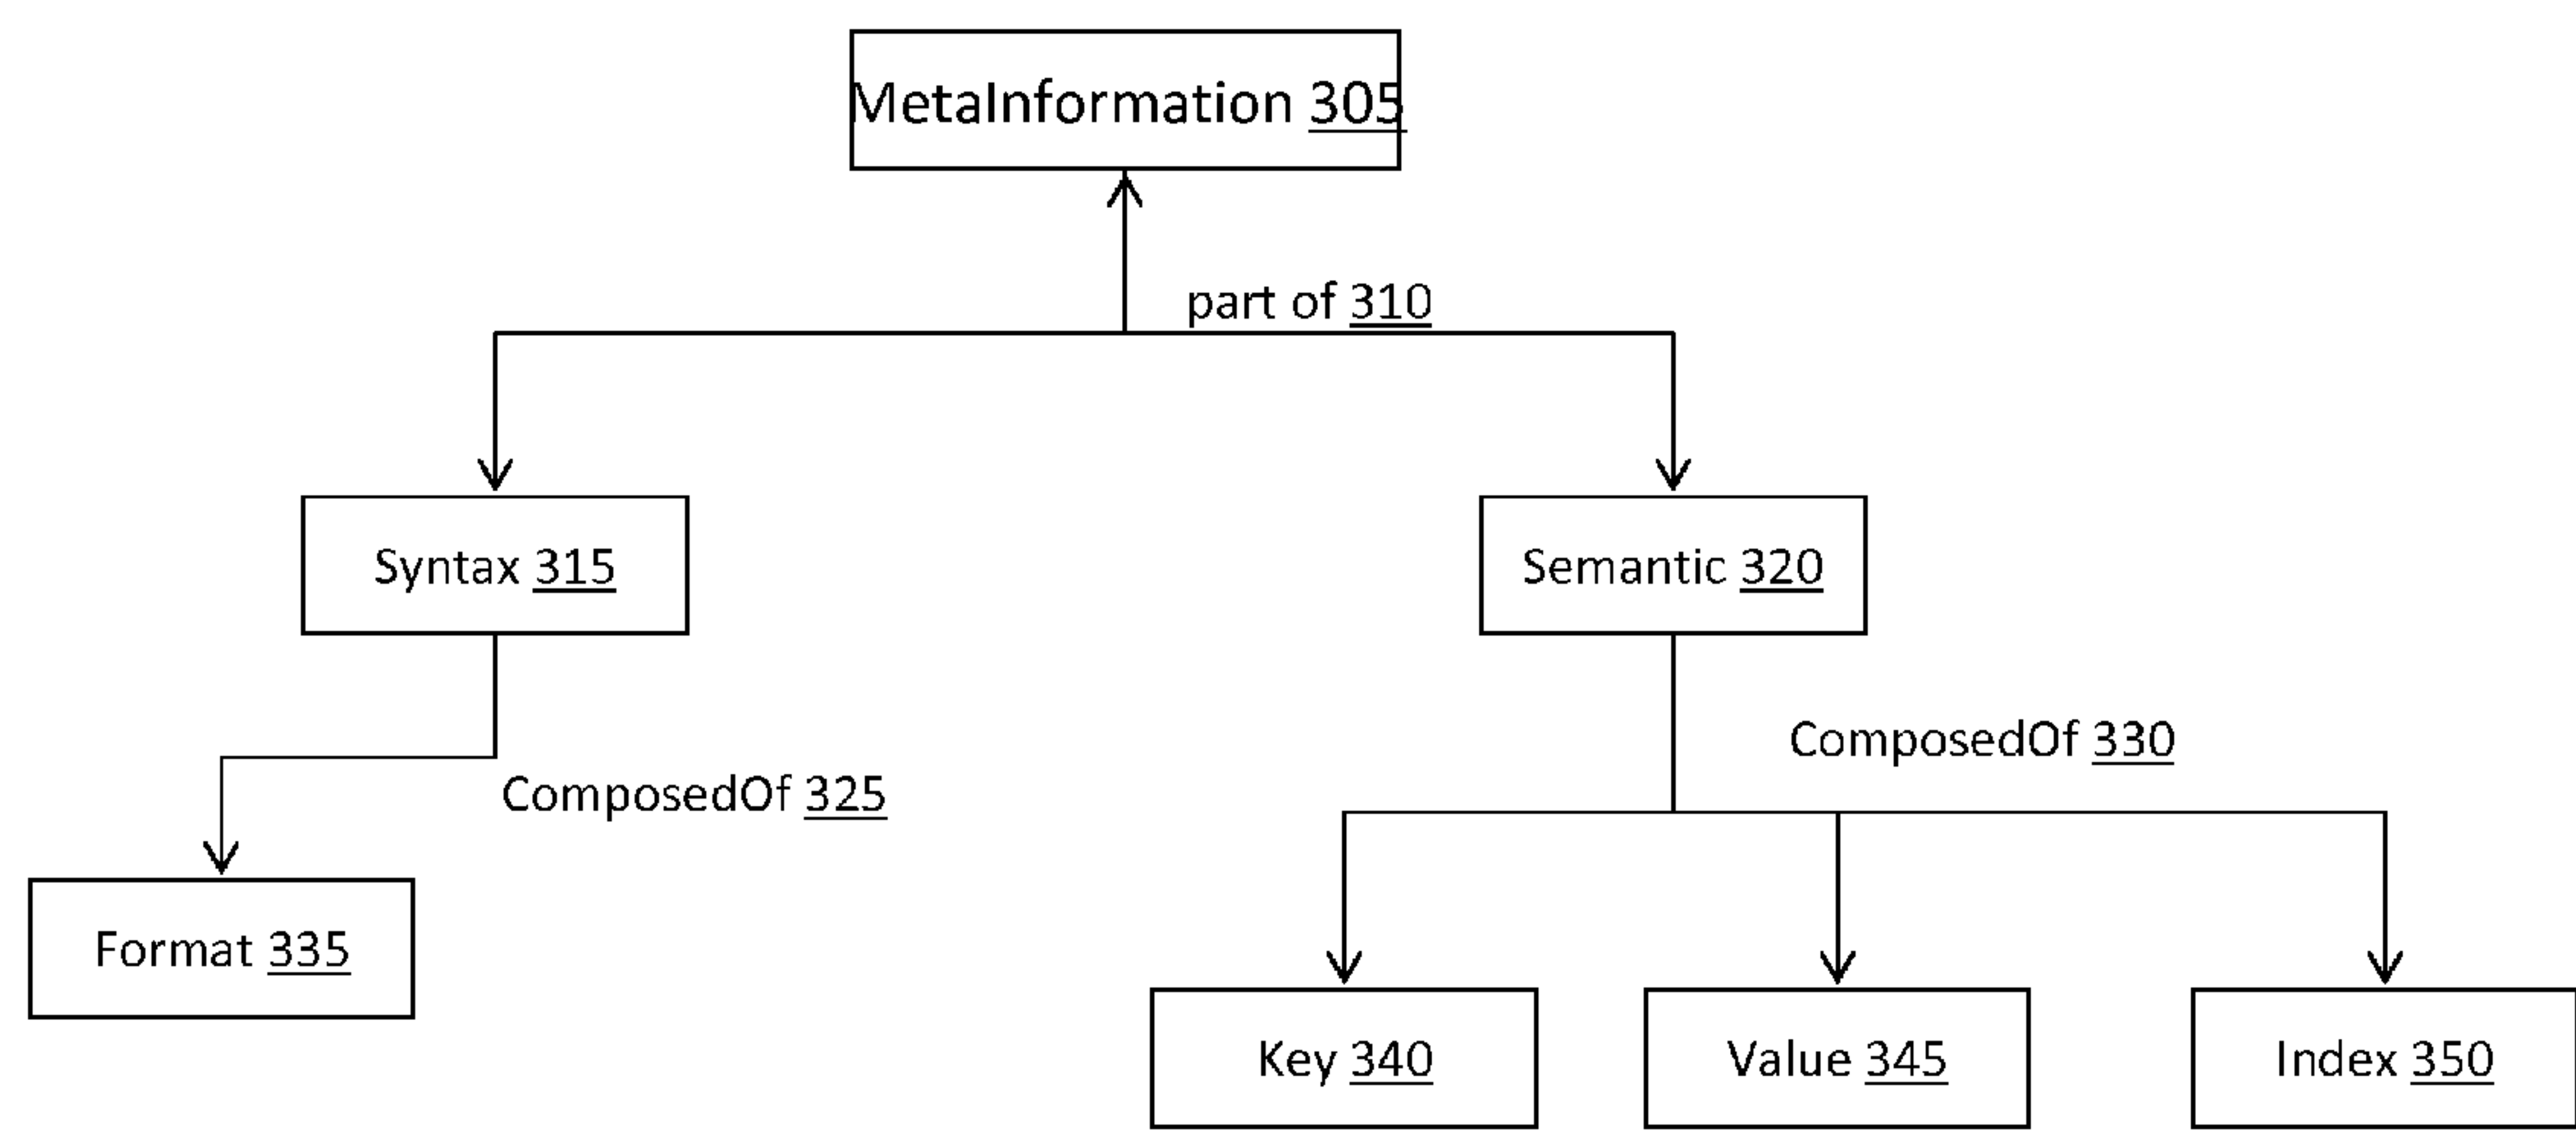 MetaInformation 305
part of 310
Syntax 315
Semantic 320
ComposedOf 330
ComposedOf 325
Format 335
Key 340
Value 345
Index 350